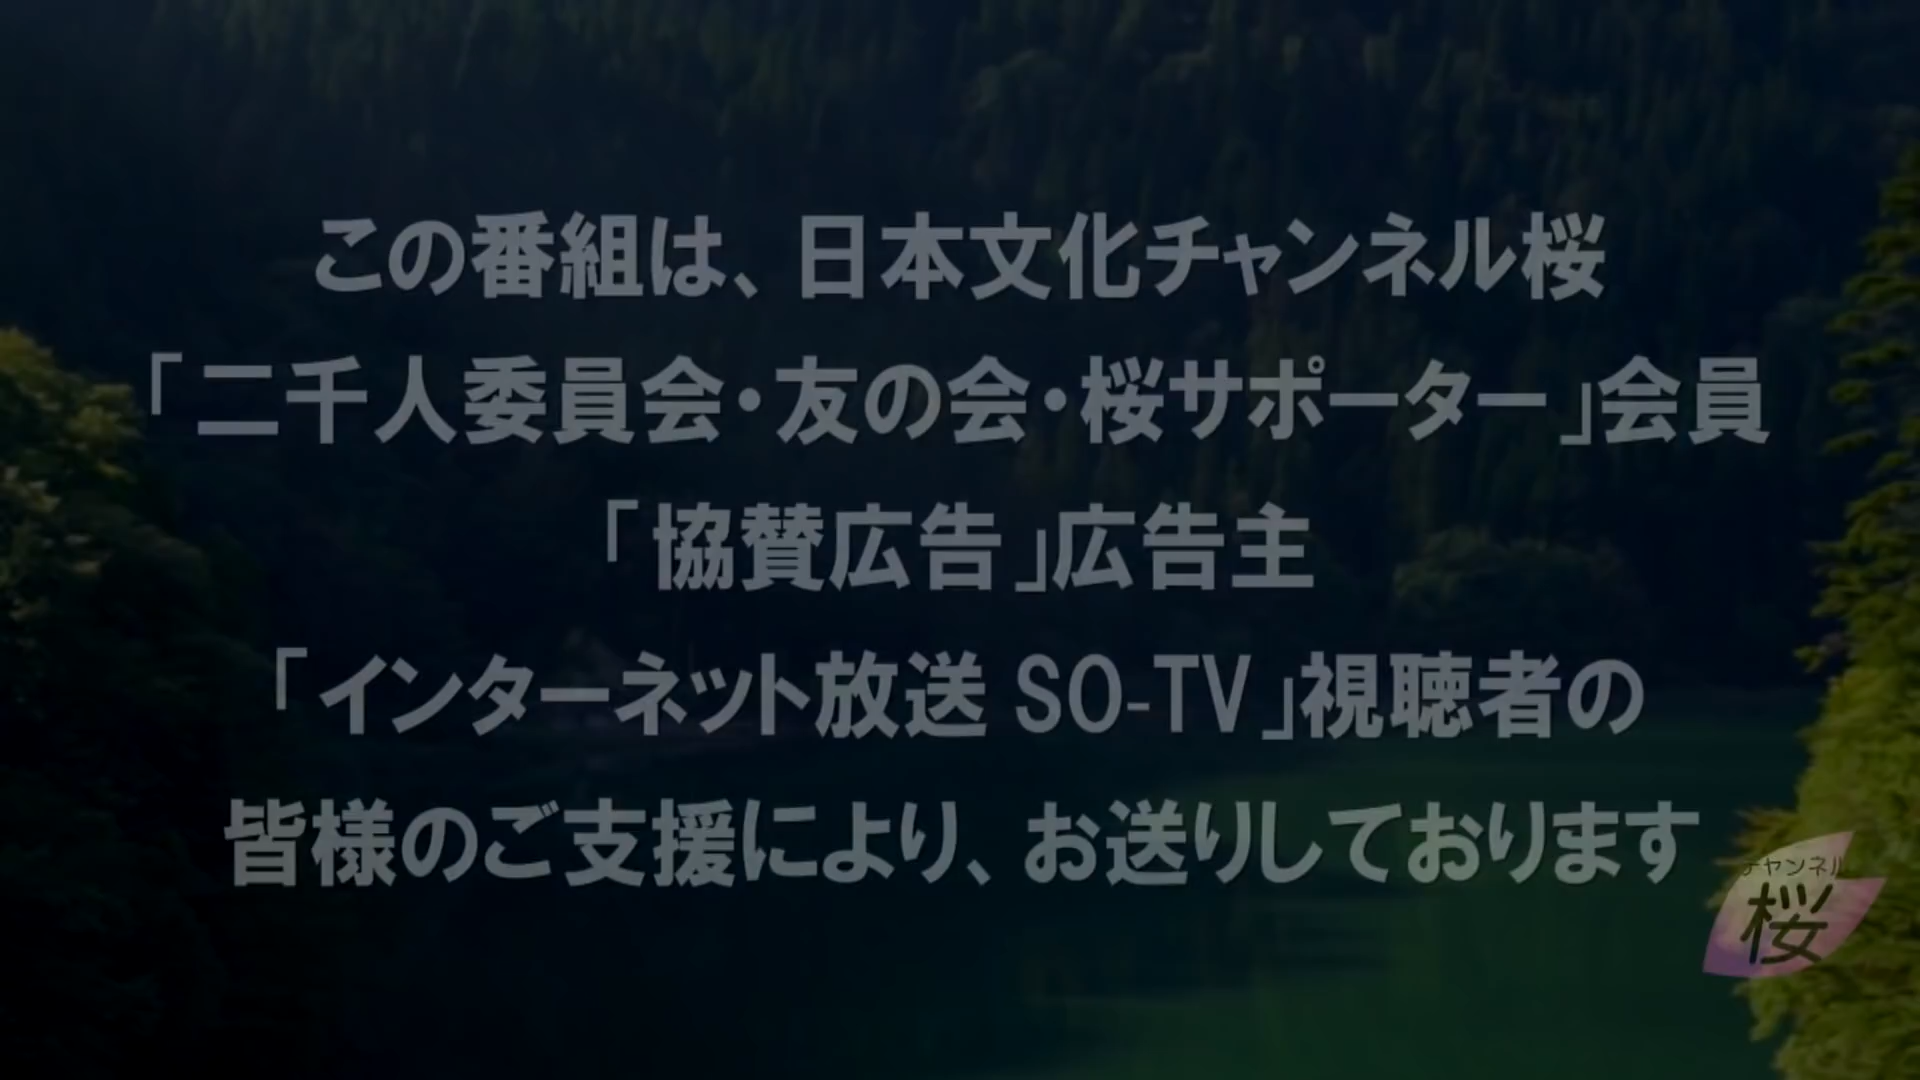 この番組は、日本文化チャンネル桜
「二千人委員会・友の会・桜サポーター」会員
「協賛広告」広告主
「インターネット放送 SO-TV」視聴者の
皆様のご支援により、お送りしております
チャンネル
桜